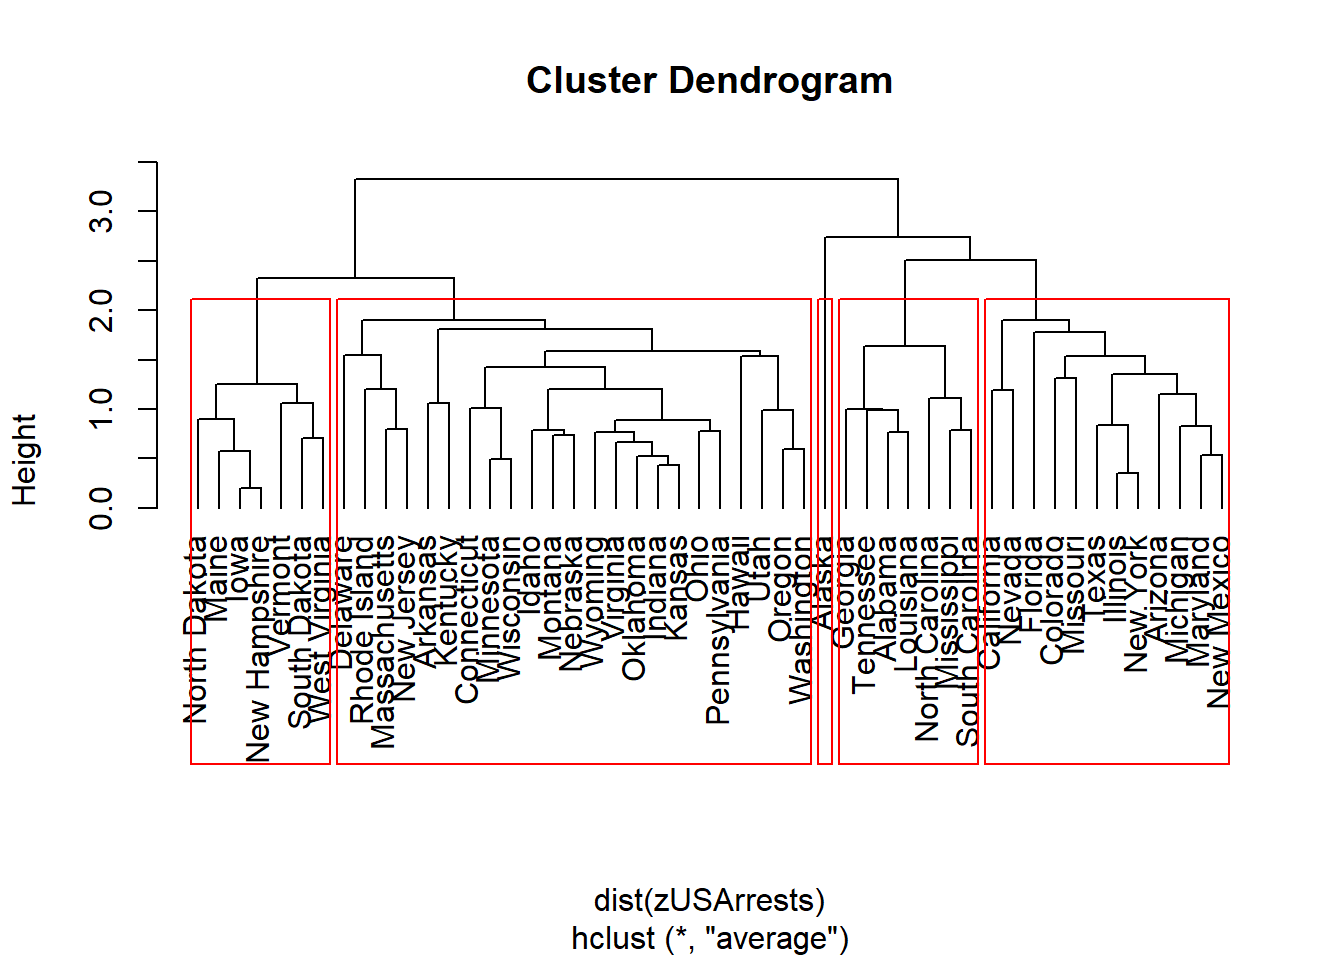 Cluster Dendrogram
Height
3.0
2.0
1.0
0.0
North Dakota
Maine
Iowa
New Hampshire
Vermont
South Dakota
West Virginia
Delaware
Rhode Island
Massachusetts
New Jersey
Arkansas
Kentucky
Connecticut
Minnesota
Wisconsin
Idaho
Montana
Nebraska
Wyoming
Virginia
Oklahoma
Indiana
Kansas
Ohio
Pennsylvania
Hawaii
Utah
Oregon
Washington
Alaska
Georgia
Tennessee
Alabama
Louisiana
North Carolina
Mississippi
South Carolina
California
Nevada
Florida
Colorado
Missouri
Texas
Illinois
New York
Arizona
Michigan
Maryland
New Mexico
dist(zUSArrests)
hclust (*, "average")